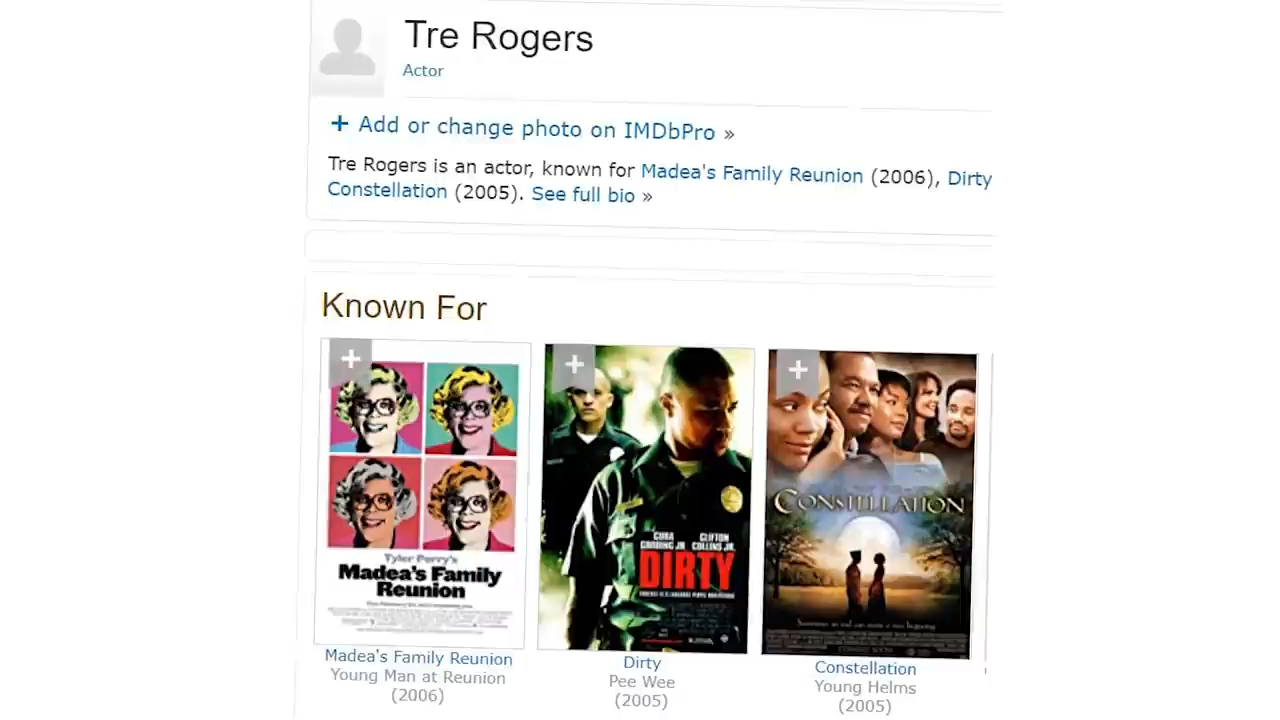 Tre Rogers
Actor
+ Add or change photo on IMDbPro »
Tre Rogers is an actor, known for Madea's Family Reunion (2006), Dirty
Constellation (2005). See full bio »
Known For
Tyler Perry's
Madea's Family
Reunion
CUBA GOODING JR. CLIFTON COLLINS JR.
DIRTY
CONSTELLATION
COMING SOON
Madea's Family Reunion
Young Man at Reunion
(2006)
Dirty
Pee Wee
(2005)
Constellation
Young Helms
(2005)